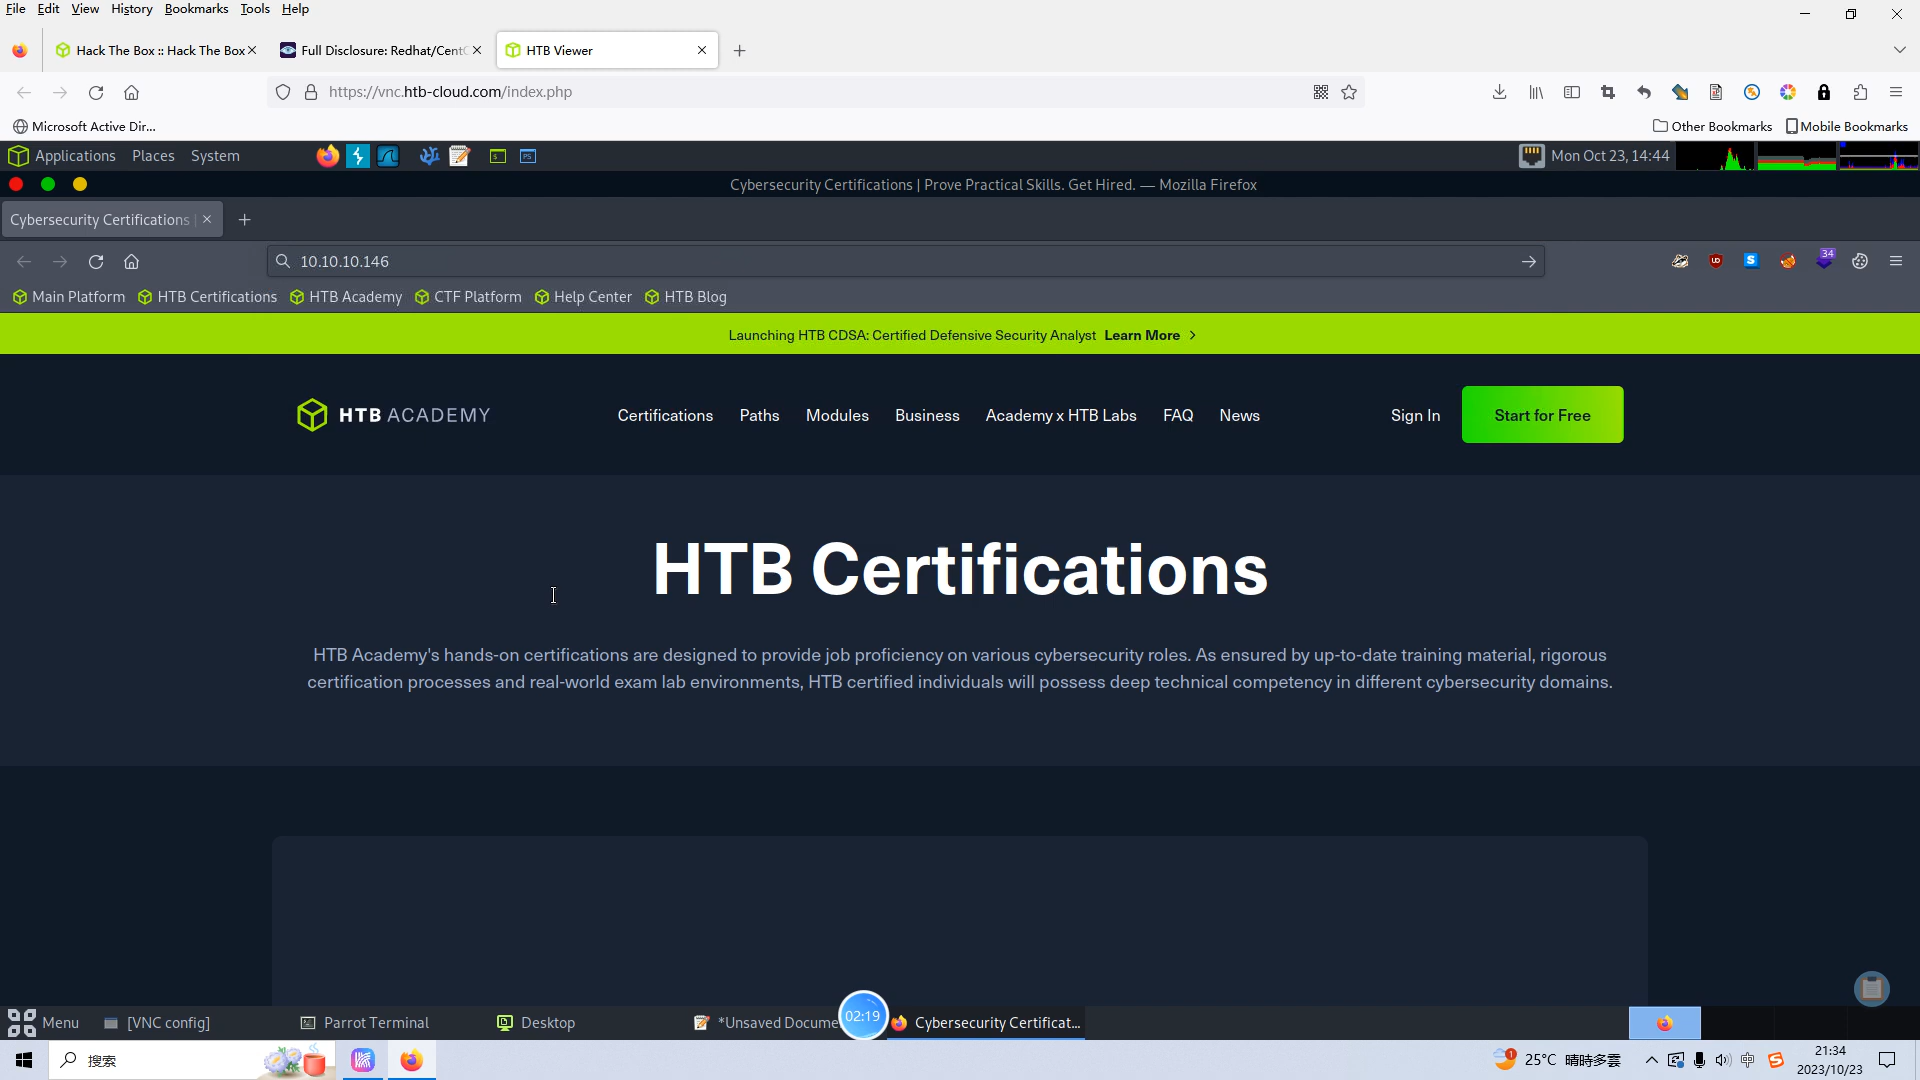 File Edit View History Bookmarks Tools Help
Hack The Box :: Hack The Box
Full Disclosure: Redhat/Cent
HTB Viewer
https://vnc.htb-cloud.com/index.php
Microsoft Active Dir...
Other Bookmarks
Mobile Bookmarks
Applications Places System
Mon Oct 23, 14:44
Cybersecurity Certifications | Prove Practical Skills. Get Hired. — Mozilla Firefox
Cybersecurity Certifications |
10.10.10.146
34
Main Platform
HTB Certifications
HTB Academy
CTF Platform
Help Center
HTB Blog
Launching HTB CDSA: Certified Defensive Security Analyst Learn More
HTB ACADEMY
Certifications
Paths
Modules
Business
Academy x HTB Labs
FAQ
News
Sign In
Start for Free
HTB Certifications
HTB Academy's hands-on certifications are designed to provide job proficiency on various cybersecurity roles. As ensured by up-to-date training material, rigorous
certification processes and real-world exam lab environments, HTB certified individuals will possess deep technical competency in different cybersecurity domains.
Menu
[VNC config]
Parrot Terminal
Desktop
*Unsaved Docume
02:19
Cybersecurity Certificat...
搜索
1
25°C 晴時多雲
中
21:34
2023/10/23